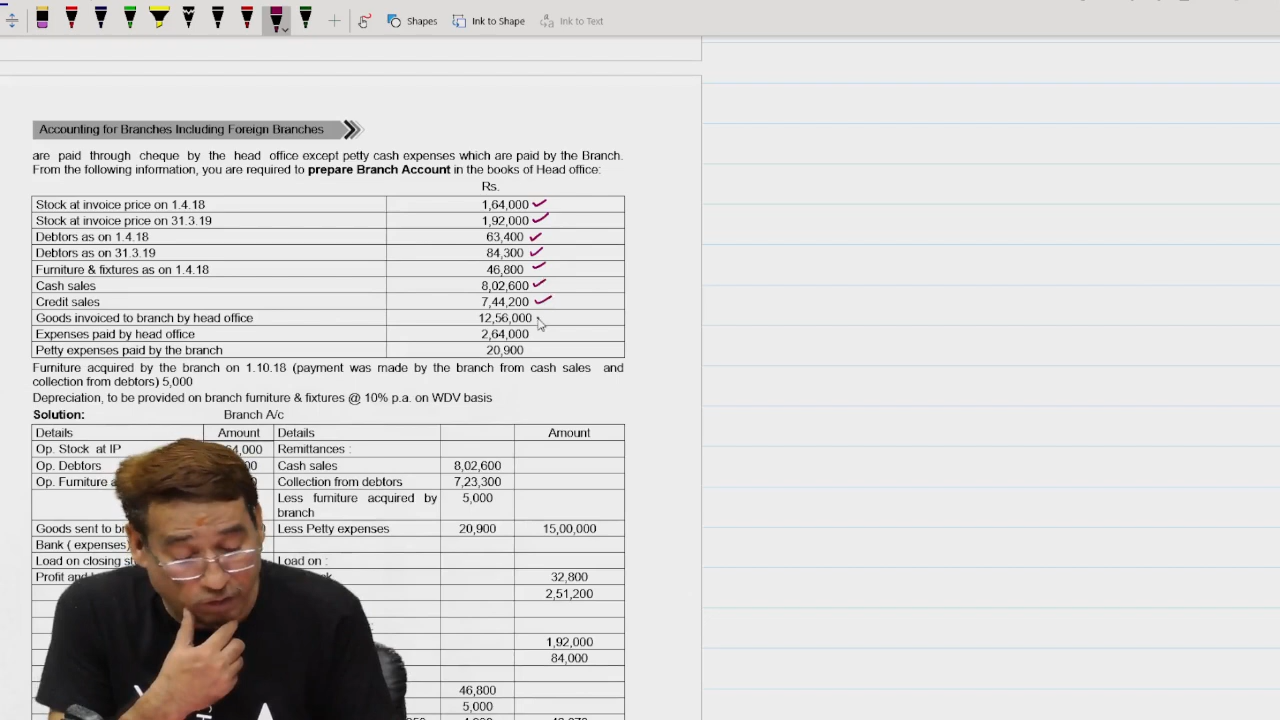 Shapes Ink to Shape Ink to Text
Accounting for Branches Including Foreign Branches
are paid through cheque by the head office except petty cash expenses which are paid by the Branch.
From the following information, you are required to prepare Branch Account in the books of Head office:
Rs.
Stock at invoice price on 1.4.18 1,64,000
Stock at invoice price on 31.3.19 1,92,000
Debtors as on 1.4.18 63,400
Debtors as on 31.3.19 84,300
Furniture & fixtures as on 1.4.18 46,800
Cash sales 8,02,600
Credit sales 7,44,200
Goods invoiced to branch by head office 12,56,000
Expenses paid by head office 2,64,000
Petty expenses paid by the branch 20,900
Furniture acquired by the branch on 1.10.18 (payment was made by the branch from cash sales and
collection from debtors) 5,000
Depreciation, to be provided on branch furniture & fixtures @ 10% p.a. on WDV basis
Solution: Branch A/c
Details Amount Details Amount
Op. Stock at IP Remittances :
Op. Debtors Cash sales 8,02,600
Op. Furniture Collection from debtors 7,23,300
Less furniture acquired by 5,000
branch
Goods sent to Less Petty expenses 20,900 15,00,000
Bank ( expenses)
Load on closing Load on :
Profit and 32,800
2,51,200
1,92,000
84,000
46,800
5,000